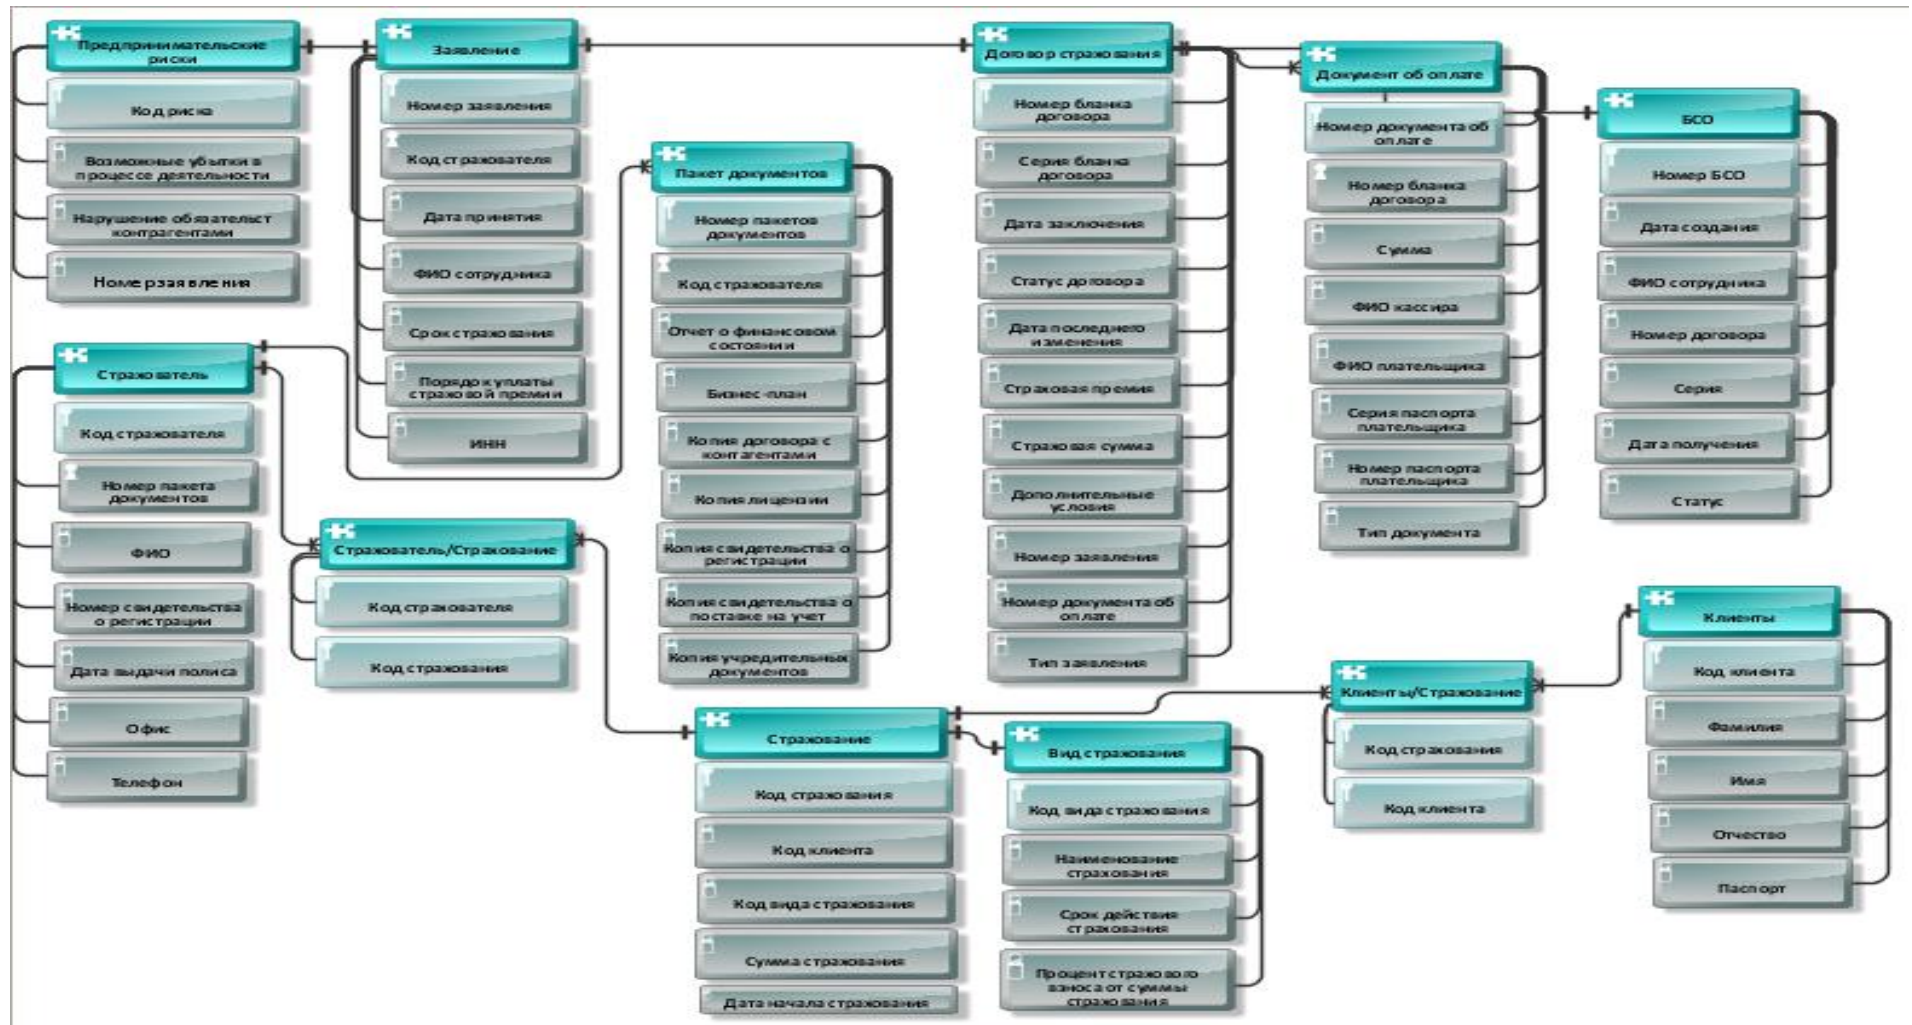 Предпринимательские
риски
Код риска
Возможные убытки в
процессе деятельности
Нарушение обязательст
контрагентами
Номер заявления
Заявление
Номер заявления
Код страхователя
Дата принятия
ФИО сотрудника
Срок страхования
Порядок уплаты
страховой премии
ИНН
Пакет документов
Номер пакетов
документов
Код страхователя
Отчет о финансовом
состоянии
Бизнес-план
Копия договора с
контагентами
Копия лицензии
Копия свидетельства о
регистрации
Копия свидетельства о
поставке на учет
Копия учредительных
документов
Договор страхования
Номер бланка
договора
Серия бланка
договора
Дата заключения
Статус договора
Дата последнего
изменения
Страховая премия
Страховая сумма
Дополнительные
условия
Номер заявления
Номер документа об
оплате
Тип заявления
Документ об оплате
Номер документа об
оплате
Номер бланка
договора
Сумма
ФИО кассира
ФИО плательщика
Серия паспорта
плательщика
Номер паспорта
плательщика
Тип документа
БСО
Номер БСО
Дата создания
ФИО сотрудника
Номер договора
Серия
Дата получения
Статус
Страхователь
Код страхователя
Номер пакета
документов
ФИО
Номер свидетельства
о регистрации
Дата выдачи полиса
Офис
Телефон
Страхователь/Страхование
Код страхователя
Код страхования
Страхование
Код страхования
Код клиента
Код вида страхования
Сумма страхования
Дата начала страхования
Вид страхования
Код вида страхования
Наименование
страхования
Срок действия
страхования
Процент страхового
взноса от суммы
страхования
Клиенты/Страхование
Код страхования
Код клиента
Клиенты
Код клиента
Фамилия
Имя
Отчество
Паспорт